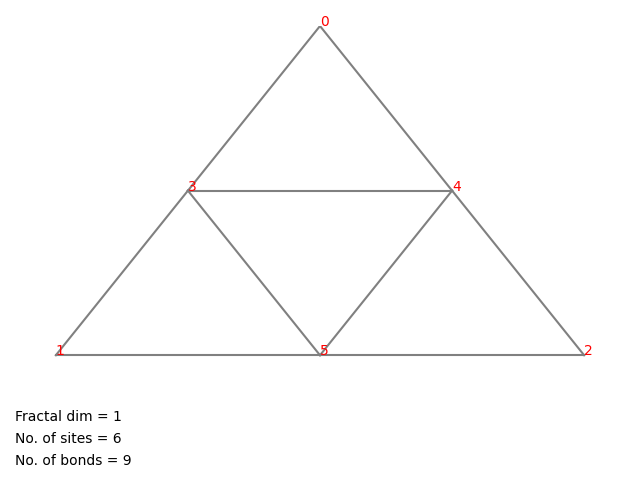 0
3 4
1 5 2
Fractal dim = 1
No. of sites = 6
No. of bonds = 9